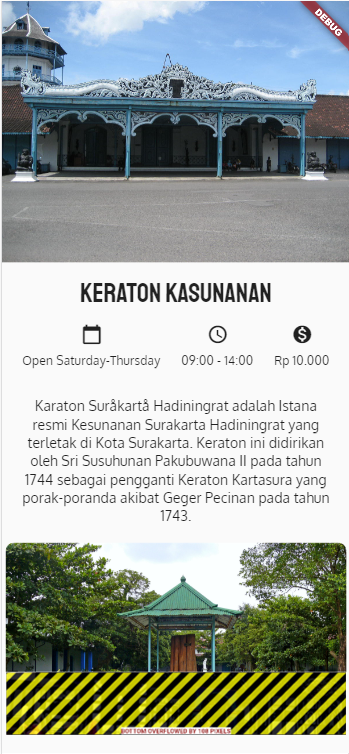 DEBUG
KERATON KASUNANAN
Open Saturday-Thursday
09:00 - 14:00
Rp 10.000
Karaton Suråkartå Hadiningrat adalah Istana
resmi Kesunanan Surakarta Hadiningrat yang
terletak di Kota Surakarta. Keraton ini didirikan
oleh Sri Susuhunan Pakubuwana II pada tahun
1744 sebagai pengganti Keraton Kartasura yang
porak-poranda akibat Geger Pecinan pada tahun
1743.
BOTTOM OVERFLOWED BY 108 PIXELS